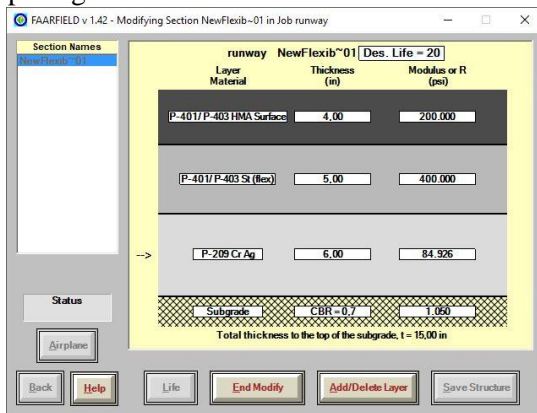 FAARFIELD v 1.42 - Modifying Section NewFlexib~01 in Job runway
Section Names
NewFlexib~01
runway NewFlexib~01 Des. Life = 20
Layer Material Thickness (in) Modulus or R (psi)
P-401/ P-403 HMA Surface 4,00 200.000
P-401/ P-403 St (flex) 5,00 400.000
--> P-209 Cr Ag 6,00 84.926
Subgrade CBR = 0,7 1.050
Total thickness to the top of the subgrade, t = 15,00 in
Status
Airplane
Back Help Life End Modify Add/Delete Layer Save Structure